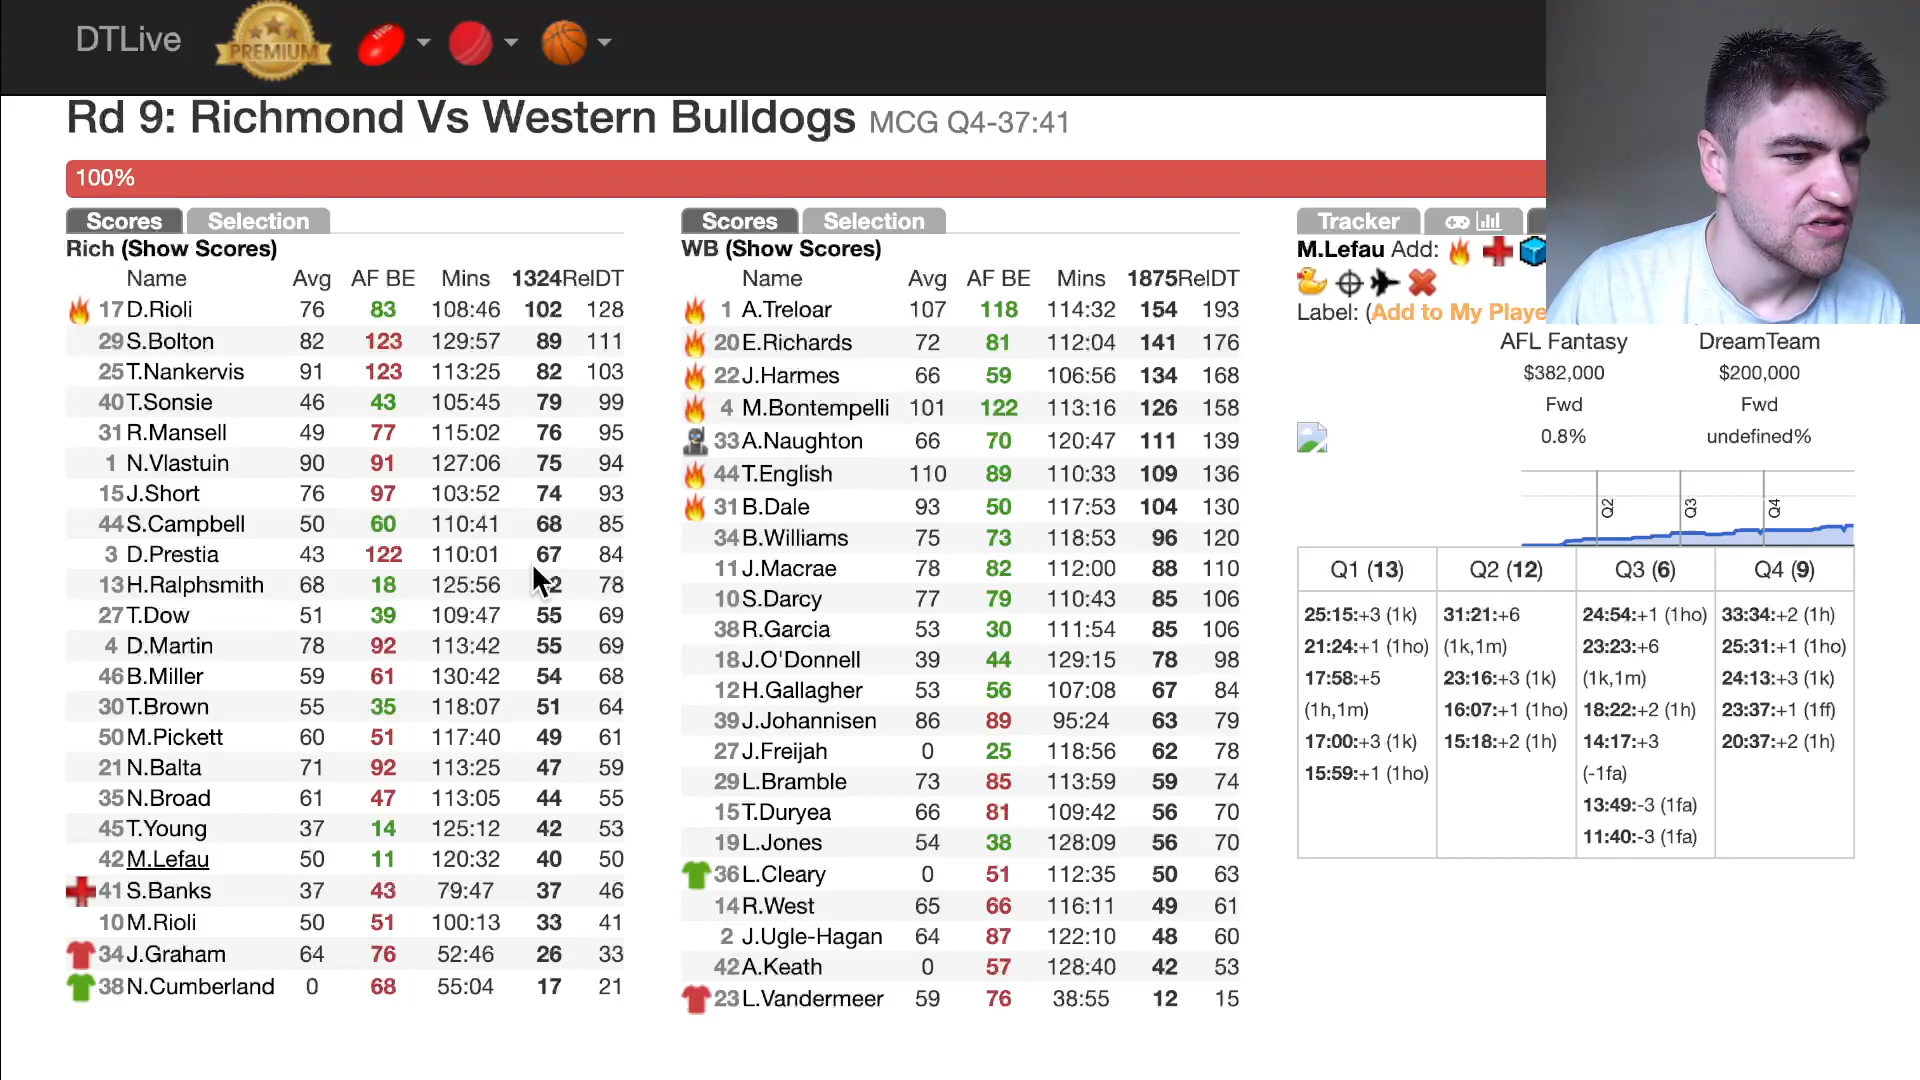 DTLive
PREMIUM
Rd 9: Richmond Vs Western Bulldogs MCG Q4-37:41
100%
Scores Selection
Rich (Show Scores)
Name Avg AF BE Mins 1324 RelDT
17 D.Rioli 76 83 108:46 102 128
29 S.Bolton 82 123 129:57 89 111
25 T.Nankervis 91 123 113:25 82 103
40 T.Sonsie 46 43 105:45 79 99
31 R.Mansell 49 77 115:02 76 95
1 N.Vlastuin 90 91 127:06 75 94
15 J.Short 76 97 103:52 74 93
44 S.Campbell 50 60 110:41 68 85
3 D.Prestia 43 122 110:01 67 84
13 H.Ralphsmith 68 18 125:56 78
27 T.Dow 51 39 109:47 55 69
4 D.Martin 78 92 113:42 55 69
46 B.Miller 59 61 130:42 54 68
30 T.Brown 55 35 118:07 51 64
50 M.Pickett 60 51 117:40 49 61
21 N.Balta 71 92 113:25 47 59
35 N.Broad 61 47 113:05 44 55
45 T.Young 37 14 125:12 42 53
42 M.Lefau 50 11 120:32 40 50
41 S.Banks 37 43 79:47 37 46
10 M.Rioli 50 51 100:13 33 41
34 J.Graham 64 76 52:46 26 33
38 N.Cumberland 0 68 55:04 17 21
Scores Selection
WB (Show Scores)
Name Avg AF BE Mins 1875 RelDT
1 A.Treloar 107 118 114:32 154 193
20 E.Richards 72 81 112:04 141 176
22 J.Harmes 66 59 106:56 134 168
4 M.Bontempelli 101 122 113:16 126 158
33 A.Naughton 66 70 120:47 111 139
44 T.English 110 89 110:33 109 136
31 B.Dale 93 50 117:53 104 130
34 B.Williams 75 73 118:53 96 120
11 J.Macrae 78 82 112:00 88 110
10 S.Darcy 77 79 110:43 85 106
38 R.Garcia 53 30 111:54 85 106
18 J.O'Donnell 39 44 129:15 78 98
12 H.Gallagher 53 56 107:08 67 84
39 J.Johannisen 86 89 95:24 63 79
27 J.Freijah 0 25 118:56 62 78
29 L.Bramble 73 85 113:59 59 74
15 T.Duryea 66 81 109:42 56 70
19 L.Jones 54 38 128:09 56 70
36 L.Cleary 0 51 112:35 50 63
14 R.West 65 66 116:11 49 61
2 J.Ugle-Hagan 64 87 122:10 48 60
42 A.Keath 0 57 128:40 42 53
23 L.Vandermeer 59 76 38:55 12 15
Tracker
M.Lefau Add:
Label: (Add to My Playe
AFL Fantasy DreamTeam
$382,000 $200,000
Fwd Fwd
0.8% undefined%
Q2 Q3 Q4
Q1 (13) Q2 (12) Q3 (6) Q4 (9)
25:15:+3 (1k) 31:21:+6 24:54:+1 (1ho) 33:34:+2 (1h)
21:24:+1 (1ho) (1k,1m) 23:23:+6 25:31:+1 (1ho)
17:58:+5 23:16:+3 (1k) (1k,1m) 24:13:+3 (1k)
(1h,1m) 16:07:+1 (1ho) 18:22:+2 (1h) 23:37:+1 (1ff)
17:00:+3 (1k) 15:18:+2 (1h) 14:17:+3 20:37:+2 (1h)
15:59:+1 (1ho) (-1fa)
13:49:-3 (1fa)
11:40:-3 (1fa)